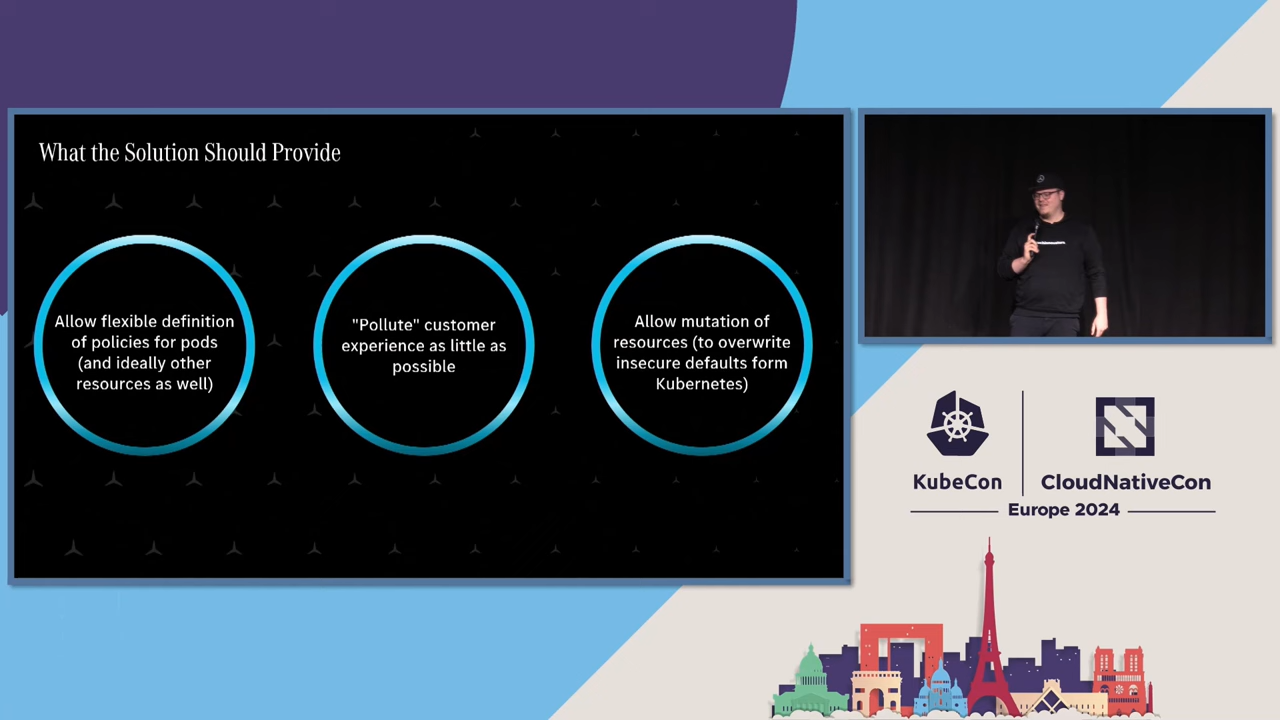 What the Solution Should Provide
Allow flexible definition
of policies for pods
(and ideally other
resources as well)
"Pollute" customer
experience as little as
possible
Allow mutation of
resources (to overwrite
insecure defaults form
Kubernetes)
KubeCon
CloudNativeCon
Europe 2024